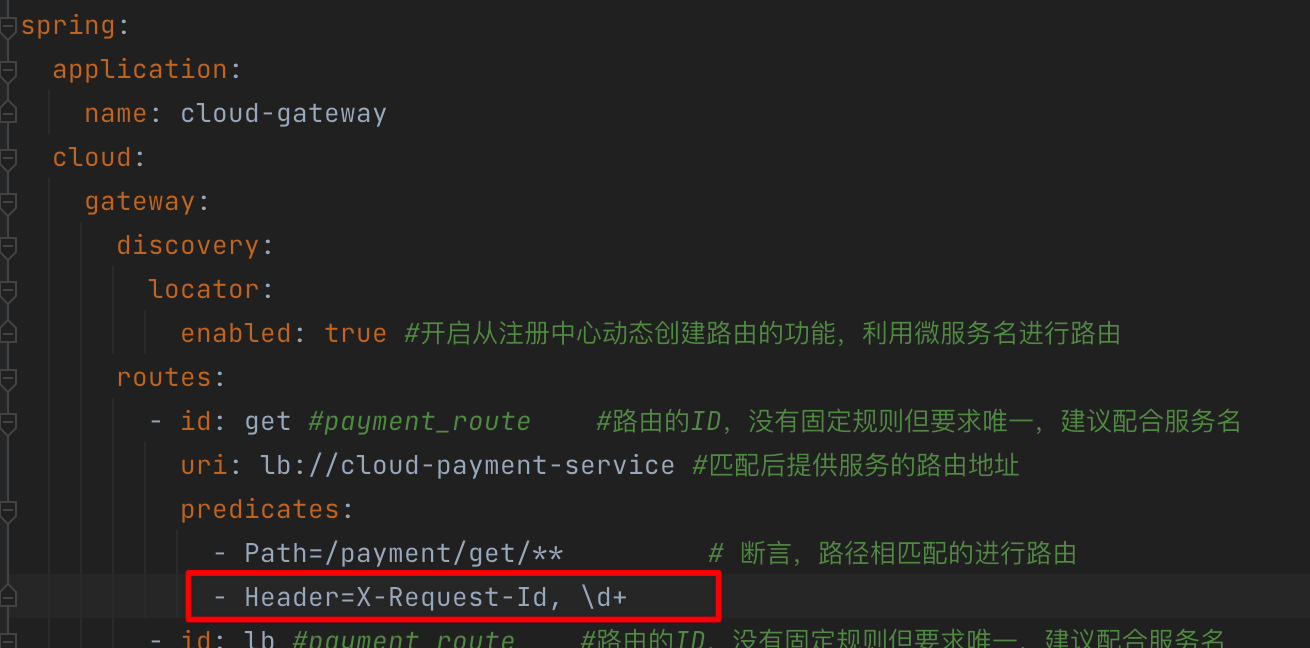 spring:
application:
name: cloud-gateway
cloud:
gateway:
discovery:
locator:
enabled: true #开启从注册中心动态创建路由的功能，利用微服务名进行路由
routes:
- id: get #payment_route #路由的ID，没有固定规则但要求唯一，建议配合服务名
uri: lb://cloud-payment-service #匹配后提供服务的路由地址
predicates:
- Path=/payment/get/** # 断言，路径相匹配的进行路由
- Header=X-Request-Id, \d+
- id: lb #payment_route #路由的ID，没有固定规则但要求唯一，建议配合服务名